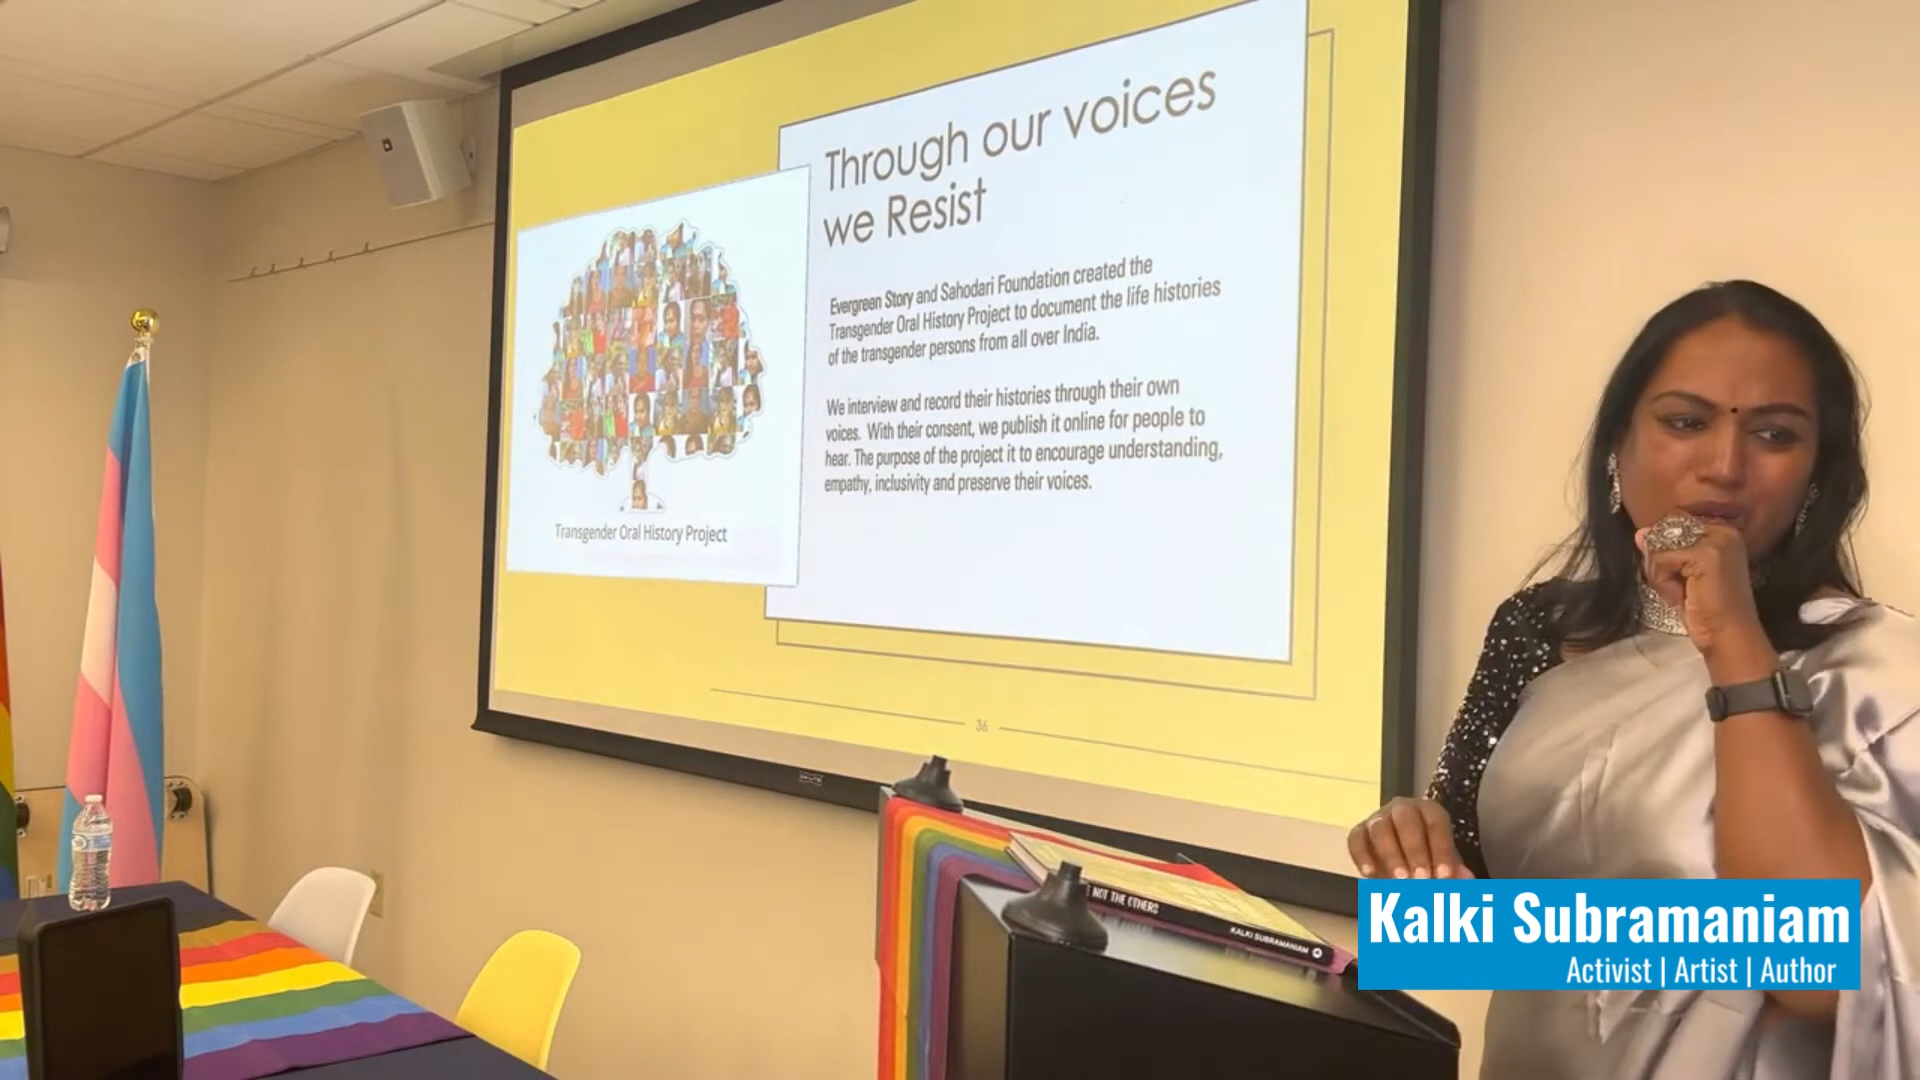 Through our voices
we Resist
Evergreen Story and Sahodari Foundation created the
Transgender Oral History Project to document the life histories
of the transgender persons from all over India.
We interview and record their histories through their own
voices. With their consent, we publish it online for people to
hear. The purpose of the project it to encourage understanding,
empathy, inclusivity and preserve their voices.
Transgender Oral History Project
36
NOT THE OTHERS
KALKI SUBRAMANIAM
Kalki Subramaniam
Activist | Artist | Author